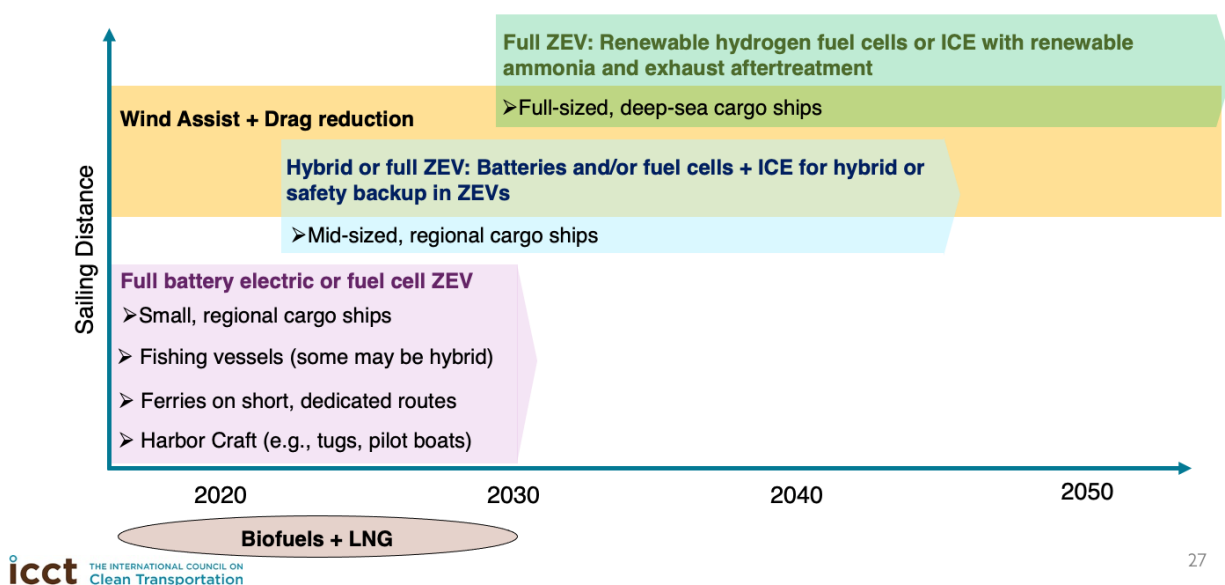 Full ZEV: Renewable hydrogen fuel cells or ICE with renewable
ammonia and exhaust aftertreatment
➢Full-sized, deep-sea cargo ships
Wind Assist + Drag reduction
Hybrid or full ZEV: Batteries and/or fuel cells + ICE for hybrid or
safety backup in ZEVs
➢Mid-sized, regional cargo ships
Sailing Distance
Full battery electric or fuel cell ZEV
➢Small, regional cargo ships
➢ Fishing vessels (some may be hybrid)
➢ Ferries on short, dedicated routes
➢ Harbor Craft (e.g., tugs, pilot boats)
2020 2030 2040 2050
Biofuels + LNG
icct THE INTERNATIONAL COUNCIL ON
Clean Transportation
27